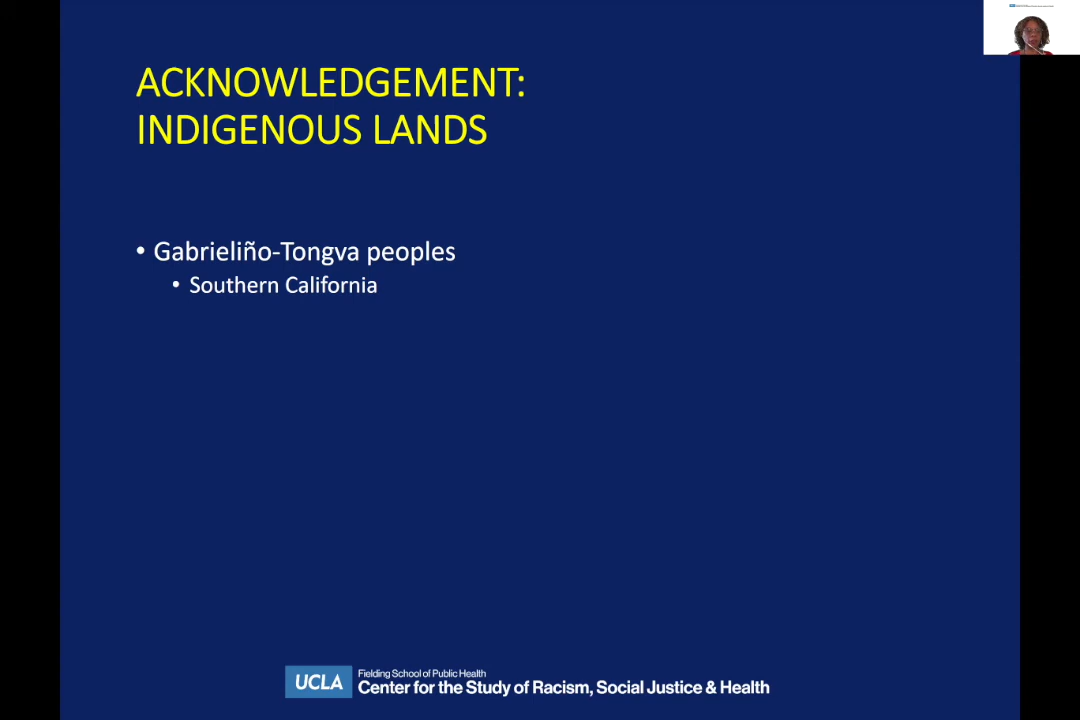 ACKNOWLEDGEMENT:
INDIGENOUS LANDS
• Gabrieliño-Tongva peoples
• Southern California
UCLA
Fielding School of Public Health
Center for the Study of Racism, Social Justice & Health